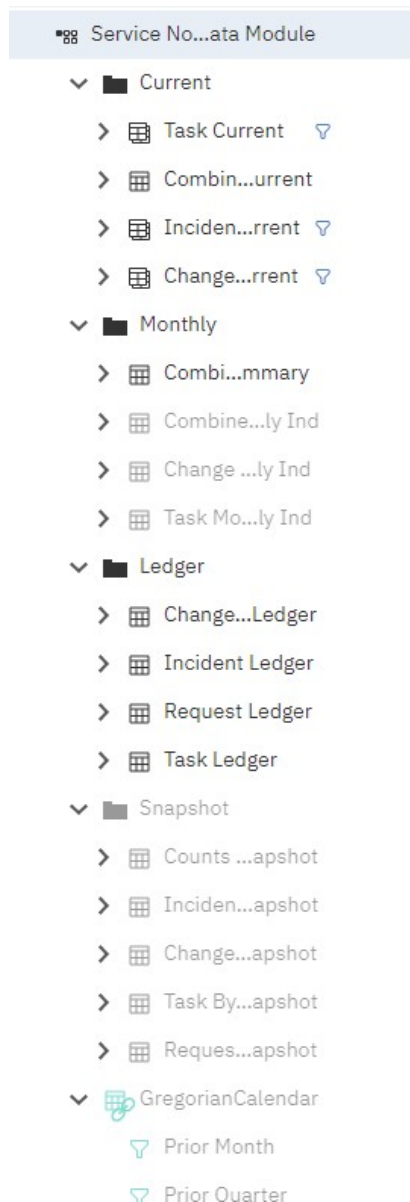 Service No...ata Module
Current
Task Current
Combin...urrent
Inciden...rrent
Change...rrent
Monthly
Combi...mmary
Combine...ly Ind
Change ...ly Ind
Task Mo...ly Ind
Ledger
Change...Ledger
Incident Ledger
Request Ledger
Task Ledger
Snapshot
Counts ...apshot
Inciden...apshot
Change...apshot
Task By...apshot
Reques...apshot
GregorianCalendar
Prior Month
Prior Quarter